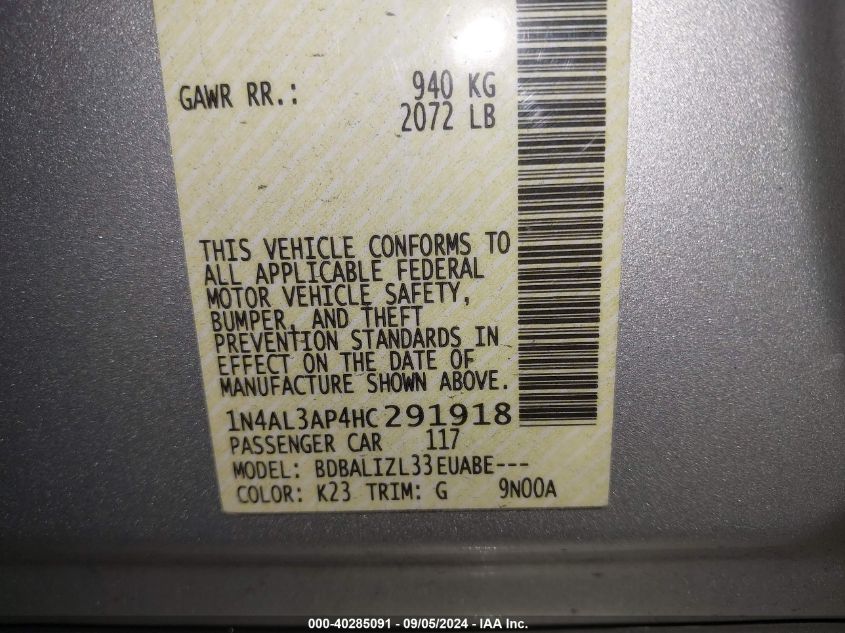 GAWR RR.: 940 KG
2072 LB
THIS VEHICLE CONFORMS TO
ALL APPLICABLE FEDERAL
MOTOR VEHICLE SAFETY,
BUMPER, AND THEFT
PREVENTION STANDARDS IN
EFFECT ON THE DATE OF
MANUFACTURE SHOWN ABOVE.
1N4AL3AP4HC291918
PASSENGER CAR 117
MODEL: BDBALIZL33EUABE---
COLOR: K23 TRIM: G 9N00A
000-40285091 - 09/05/2024 - IAA Inc.